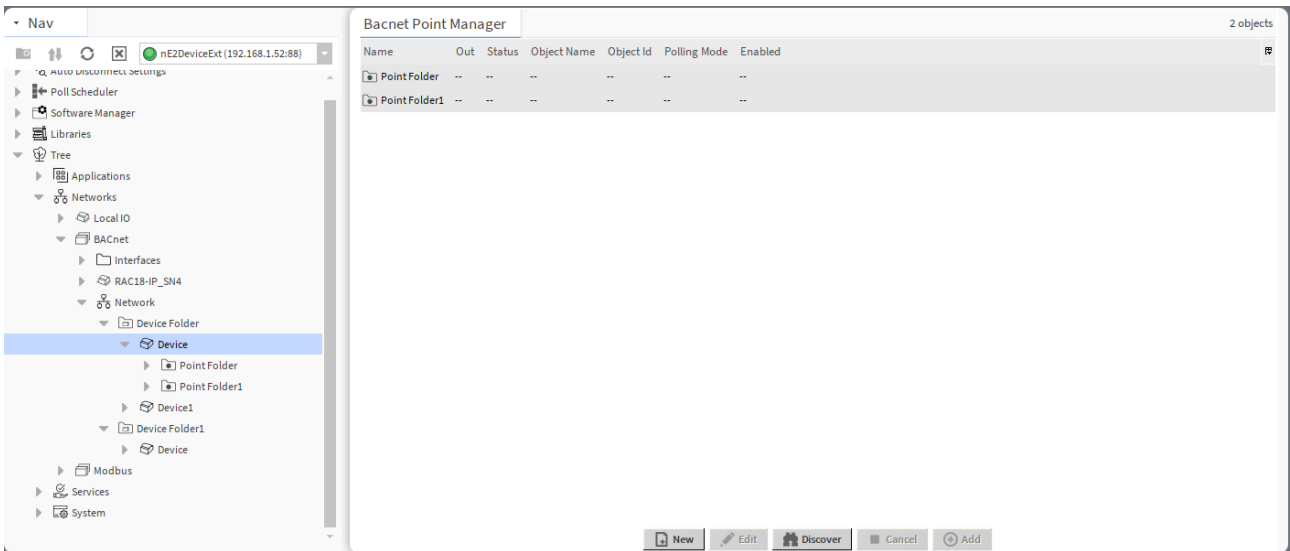 Nav
nE2DeviceExt (192.168.1.52:88)
Auto Disconnect Settings
Poll Scheduler
Software Manager
Libraries
Tree
Applications
Networks
Local IO
BACnet
Interfaces
RAC18-IP_SN4
Network
Device Folder
Device
Point Folder
Point Folder1
Device1
Device Folder1
Device
Modbus
Services
System
Bacnet Point Manager 2 objects
Name Out Status Object Name Object Id Polling Mode Enabled
Point Folder -- -- -- -- -- --
Point Folder1 -- -- -- -- -- --
New Edit Discover Cancel Add